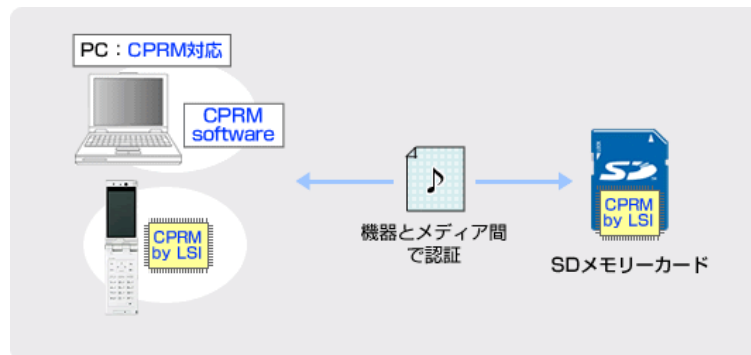 PC：CPRM対応
CPRM
software
CPRM
by LSI
機器とメディア間
で認証
SD
CPRM
by LSI
SDメモリーカード